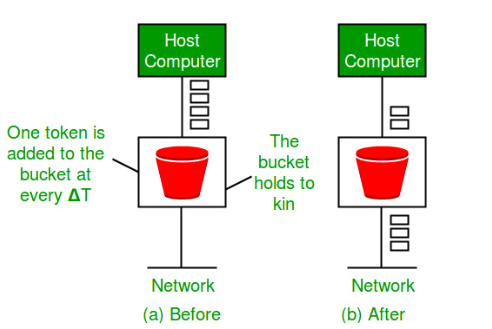 Host
Computer
Host
Computer
One token is
added to the
bucket at
every ΔT
The
bucket
holds to
kin
Network
Network
(a) Before
(b) After